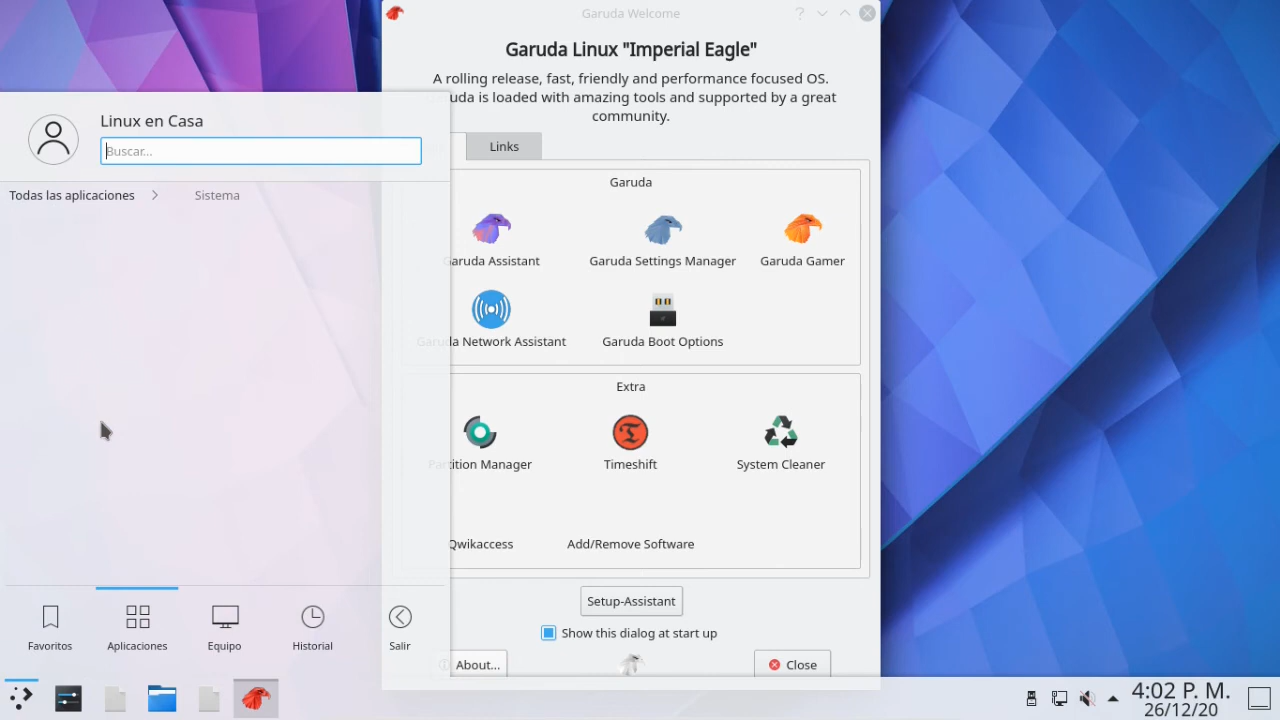 Garuda Welcome
Garuda Linux "Imperial Eagle"
A rolling release, fast, friendly and performance focused OS.
Garuda is loaded with amazing tools and supported by a great
community.
Links
Garuda
Garuda Assistant
Garuda Settings Manager
Garuda Gamer
Garuda Network Assistant
Garuda Boot Options
Extra
Partition Manager
Timeshift
System Cleaner
Qwikaccess
Add/Remove Software
Setup-Assistant
Show this dialog at start up
About...
Close
Linux en Casa
Buscar...
Todas las aplicaciones
Sistema
Favoritos
Aplicaciones
Equipo
Historial
Salir
4:02 P. M.
26/12/20